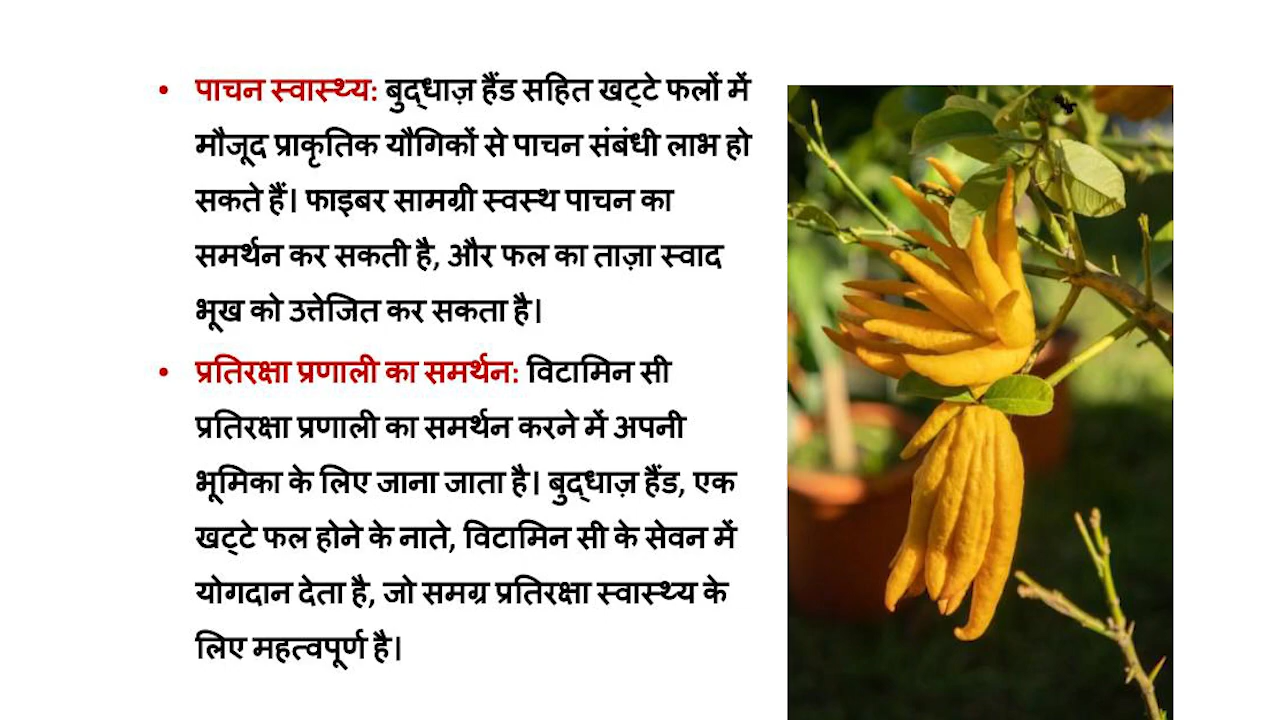 • पाचन स्वास्थ्य: बुद्धाज़ हैंड सहित खट्टे फलों में
मौजूद प्राकृतिक यौगिकों से पाचन संबंधी लाभ हो
सकते हैं। फाइबर सामग्री स्वस्थ पाचन का
समर्थन कर सकती है, और फल का ताज़ा स्वाद
भूख को उत्तेजित कर सकता है।
• प्रतिरक्षा प्रणाली का समर्थन: विटामिन सी
प्रतिरक्षा प्रणाली का समर्थन करने में अपनी
भूमिका के लिए जाना जाता है। बुद्धाज़ हैंड, एक
खट्टे फल होने के नाते, विटामिन सी के सेवन में
योगदान देता है, जो समग्र प्रतिरक्षा स्वास्थ्य के
लिए महत्वपूर्ण है।